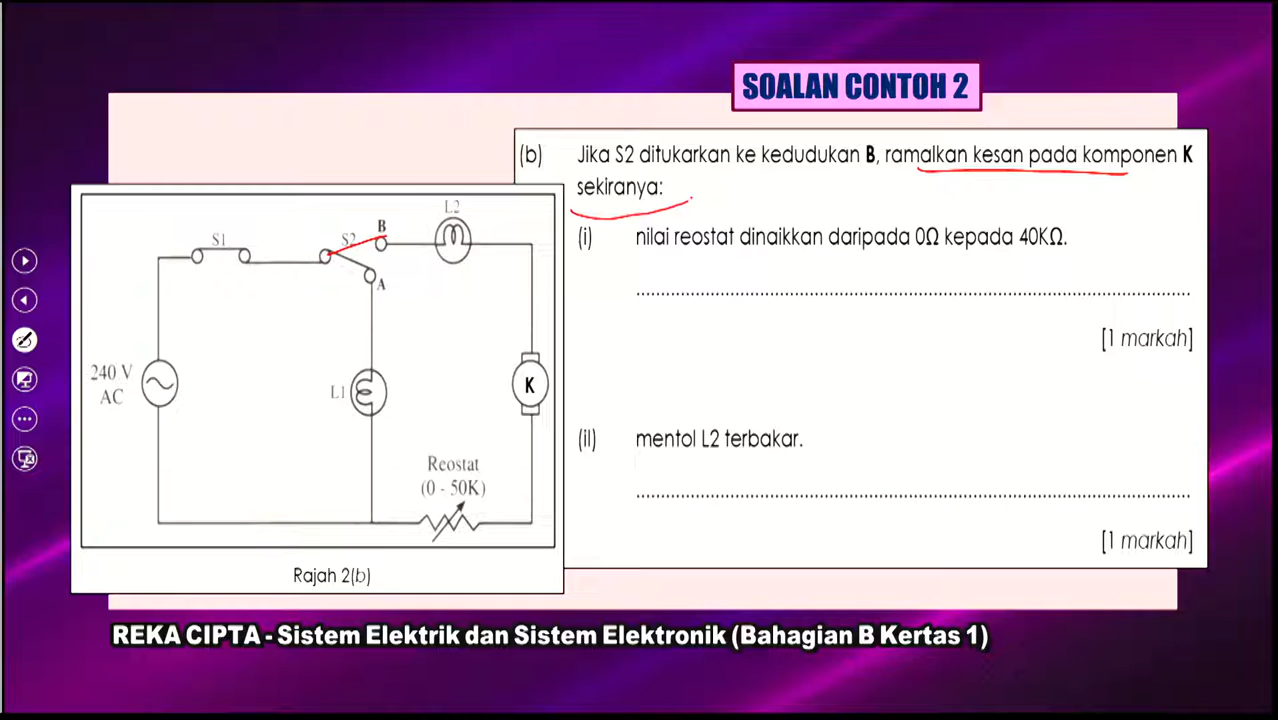 SOALAN CONTOH 2
(b) Jika S2 ditukarkan ke kedudukan B, ramalkan kesan pada komponen K
sekiranya:
(i) nilai reostat dinaikkan daripada 0Ω kepada 40KΩ.
................................................................................
[1 markah]
(iI) mentol L2 terbakar.
................................................................................
[1 markah]
S1
S2
B
A
L2
240 V
AC
L1
K
Reostat
(0 - 50K)
Rajah 2(b)
REKA CIPTA - Sistem Elektrik dan Sistem Elektronik (Bahagian B Kertas 1)